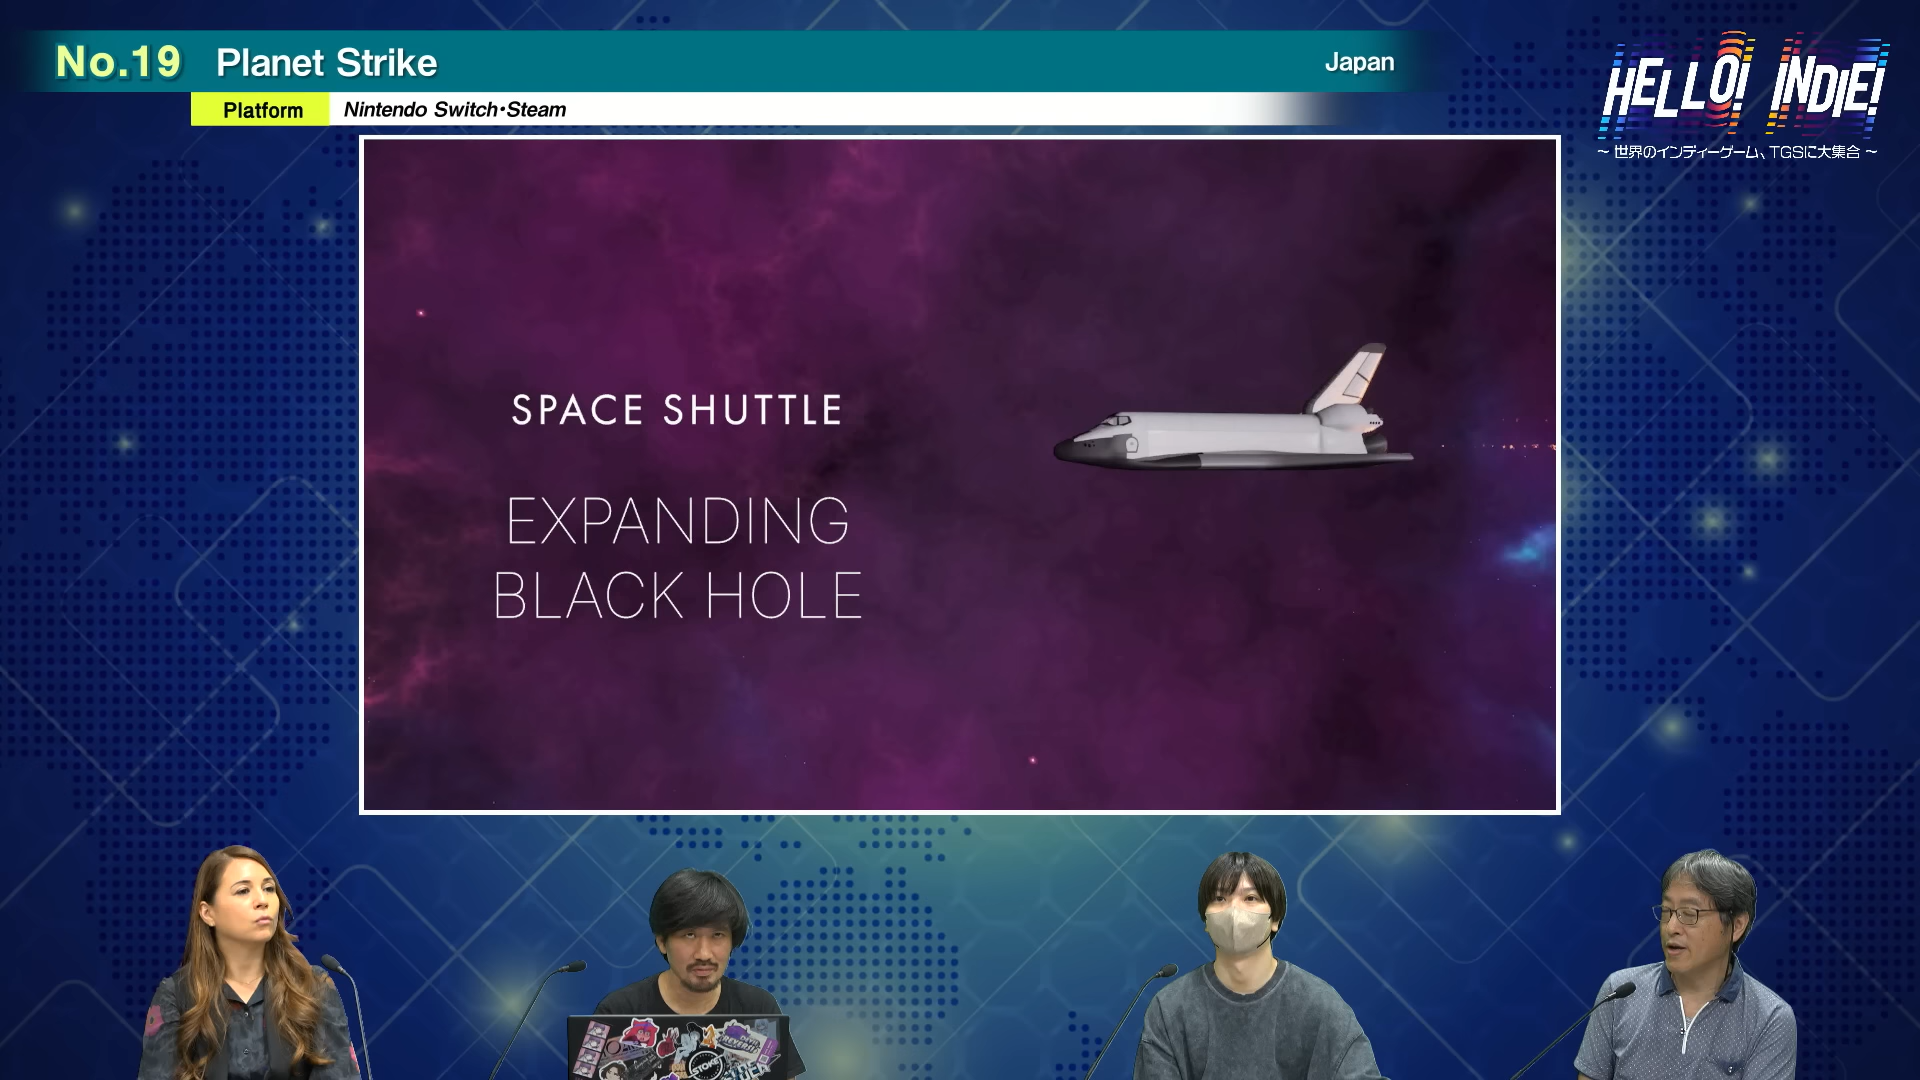 No.19 Planet Strike Japan
Platform Nintendo Switch・Steam
HELLO! INDIE!
～ 世界のインディーゲーム、TGSに大集合 ～
SPACE SHUTTLE
EXPANDING
BLACK HOLE